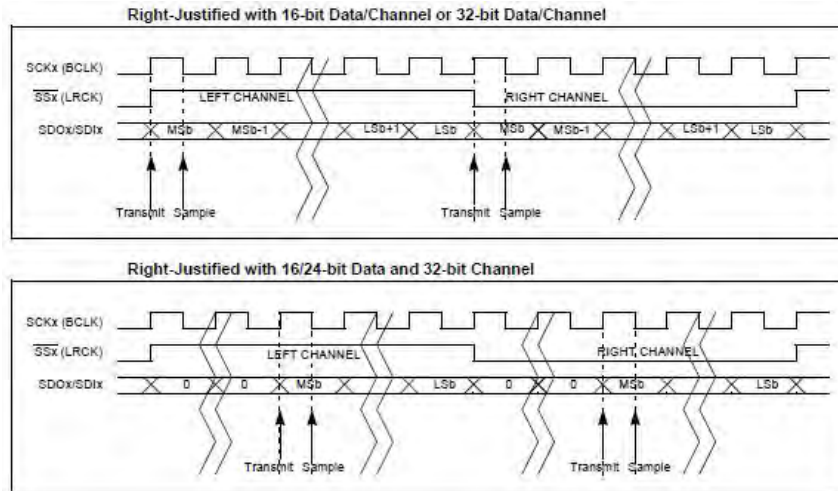 Right-Justified with 16-bit Data/Channel or 32-bit Data/Channel
SCKx (BCLK)
SSx (LRCK)
LEFT CHANNEL
RIGHT CHANNEL
SDOx/SDIx
MSb
MSb-1
LSb+1
LSb
MSb
MSb-1
LSb+1
LSb
Transmit
Sample
Transmit
Sample
Right-Justified with 16/24-bit Data and 32-bit Channel
SCKx (BCLK)
SSx (LRCK)
LEFT CHANNEL
RIGHT CHANNEL
SDOx/SDIx
0
0
MSb
LSb
0
0
MSb
LSb
Transmit
Sample
Transmit
Sample